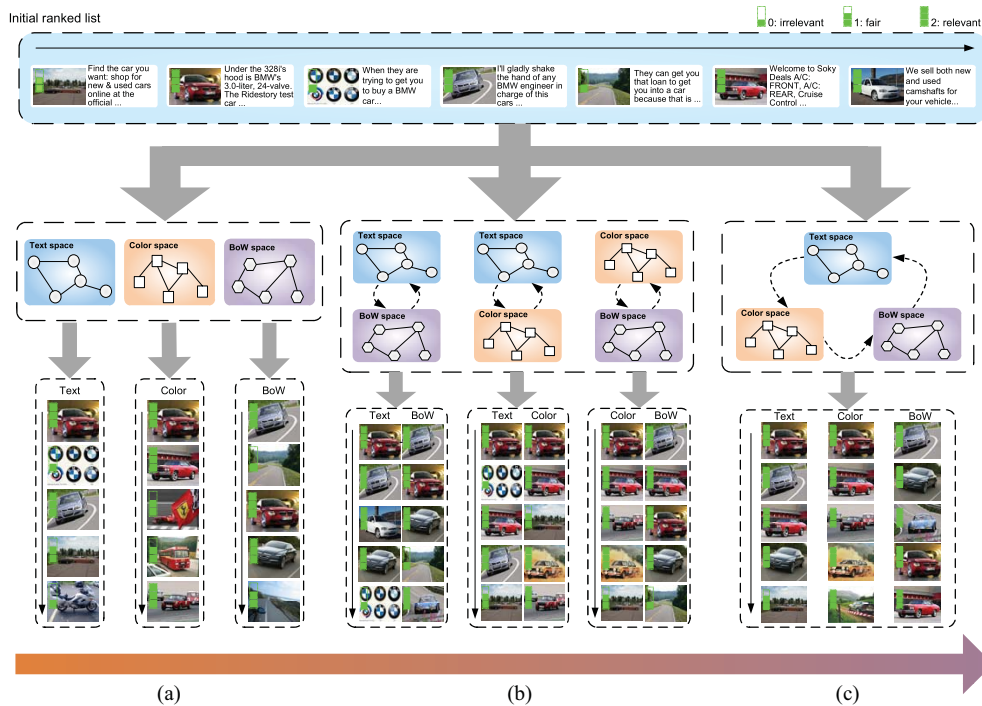 Initial ranked list
0: irrelevant
1: fair
2: relevant
Find the car you
want: shop for
new & used cars
online at the
official ...
Under the 328i's
hood is BMW's
3.0-liter, 24-valve.
The Ridestory test
car ...
When they are
trying to get you
to buy a BMW
car...
I'll gladly shake
the hand of any
BMW engineer in
charge of this
cars ...
They can get you
that loan to get
you into a car
because that is ...
Welcome to Soky
Deals A/C:
FRONT, A/C:
REAR, Cruise
Control ...
We sell both new
and used
camshafts for
your vehicle...
Text space
Color space
BoW space
Text space
BoW space
Text space
Color space
Color space
BoW space
Text space
Color space
BoW space
Text
Color
BoW
Text BoW
Text Color
Color BoW
Text Color BoW
(a)
(b)
(c)